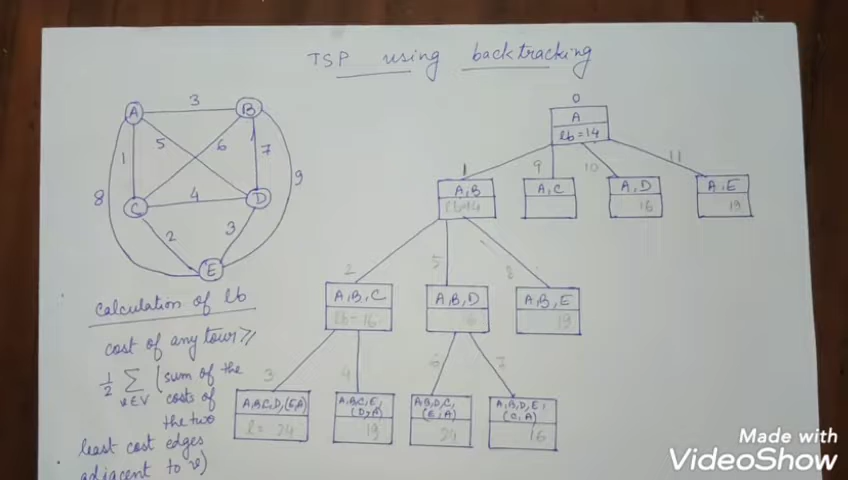 TSP using backtracking
A
3
B
1
5
6
7
8
9
C
4
D
2
3
E
calculation of lb
cost of any tour ≥
1/2 Σ v∈V (sum of the
costs of
the two
least cost edges
adjacent to v)
0
A
lb=14
1
9
10
11
A,B
lb=14
A,C
A,D
16
A,E
19
2
5
8
A,B,C
lb=16
A,B,D
A,B,E
19
3
4
6
7
A,B,C,D,(E,A)
l= 24
A,B,C,E,
(D,A)
19
A,B,D,C,
(E,A)
24
A,B,D,E,
(C,A)
16
Made with
VideoShow